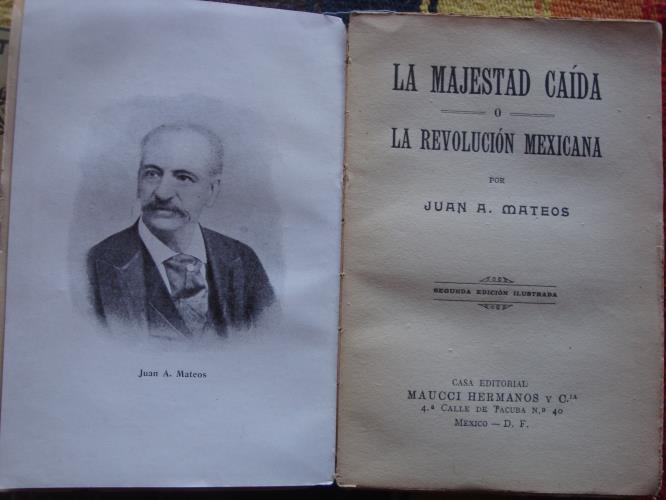 Juan A. Mateos
LA MAJESTAD CAÍDA
O
LA REVOLUCIÓN MEXICANA
POR
JUAN A. MATEOS
SEGUNDA EDICIÓN ILUSTRADA
CASA EDITORIAL
MAUCCI HERMANOS Y C.IA
4.ª CALLE DE TACUBA N.º 40
MEXICO — D. F.